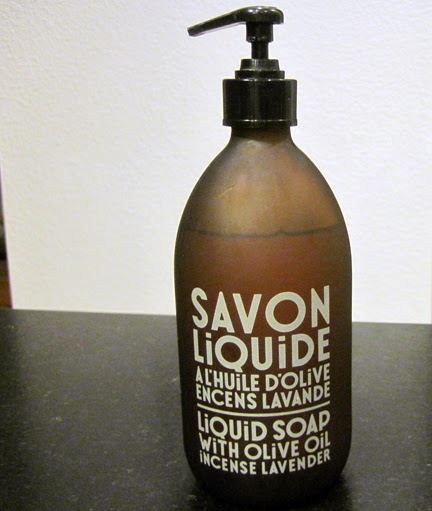 SAVON
LiQUiDE
A L'HUiLE D'OLiVE
ENCENS LAVANDE
LiQUiD SOAP
WiTH OLiVE OiL
iNCENSE LAVENDER